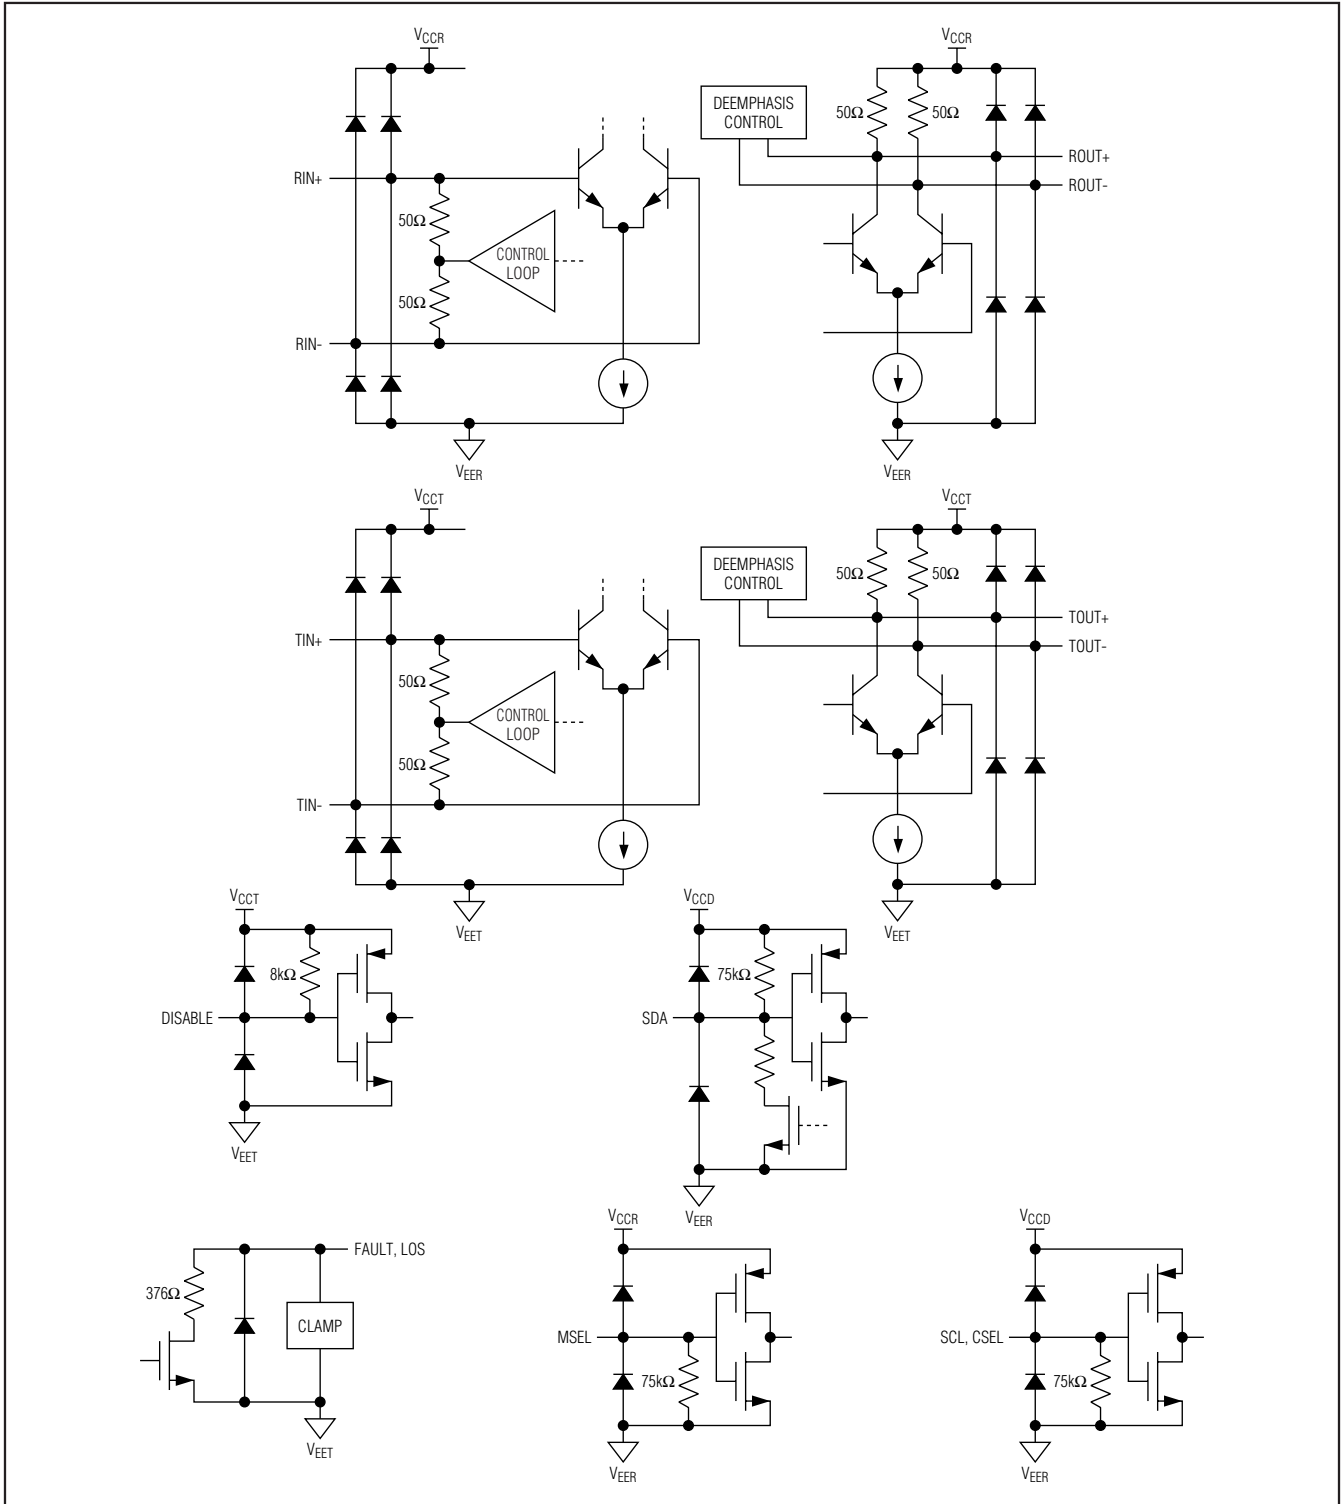 VCCR
VCCR
DEEMPHASIS
CONTROL
50Ω
50Ω
ROUT+
ROUT-
RIN+
50Ω
CONTROL
LOOP
50Ω
RIN-
VEER
VEER
VCCT
VCCT
DEEMPHASIS
CONTROL
50Ω
50Ω
TOUT+
TOUT-
TIN+
50Ω
CONTROL
LOOP
50Ω
TIN-
VEET
VEET
VCCT
8kΩ
DISABLE
VEET
VCCD
75kΩ
SDA
VEER
FAULT, LOS
376Ω
CLAMP
VEET
VCCR
MSEL
75kΩ
VEER
VCCD
SCL, CSEL
75kΩ
VEER